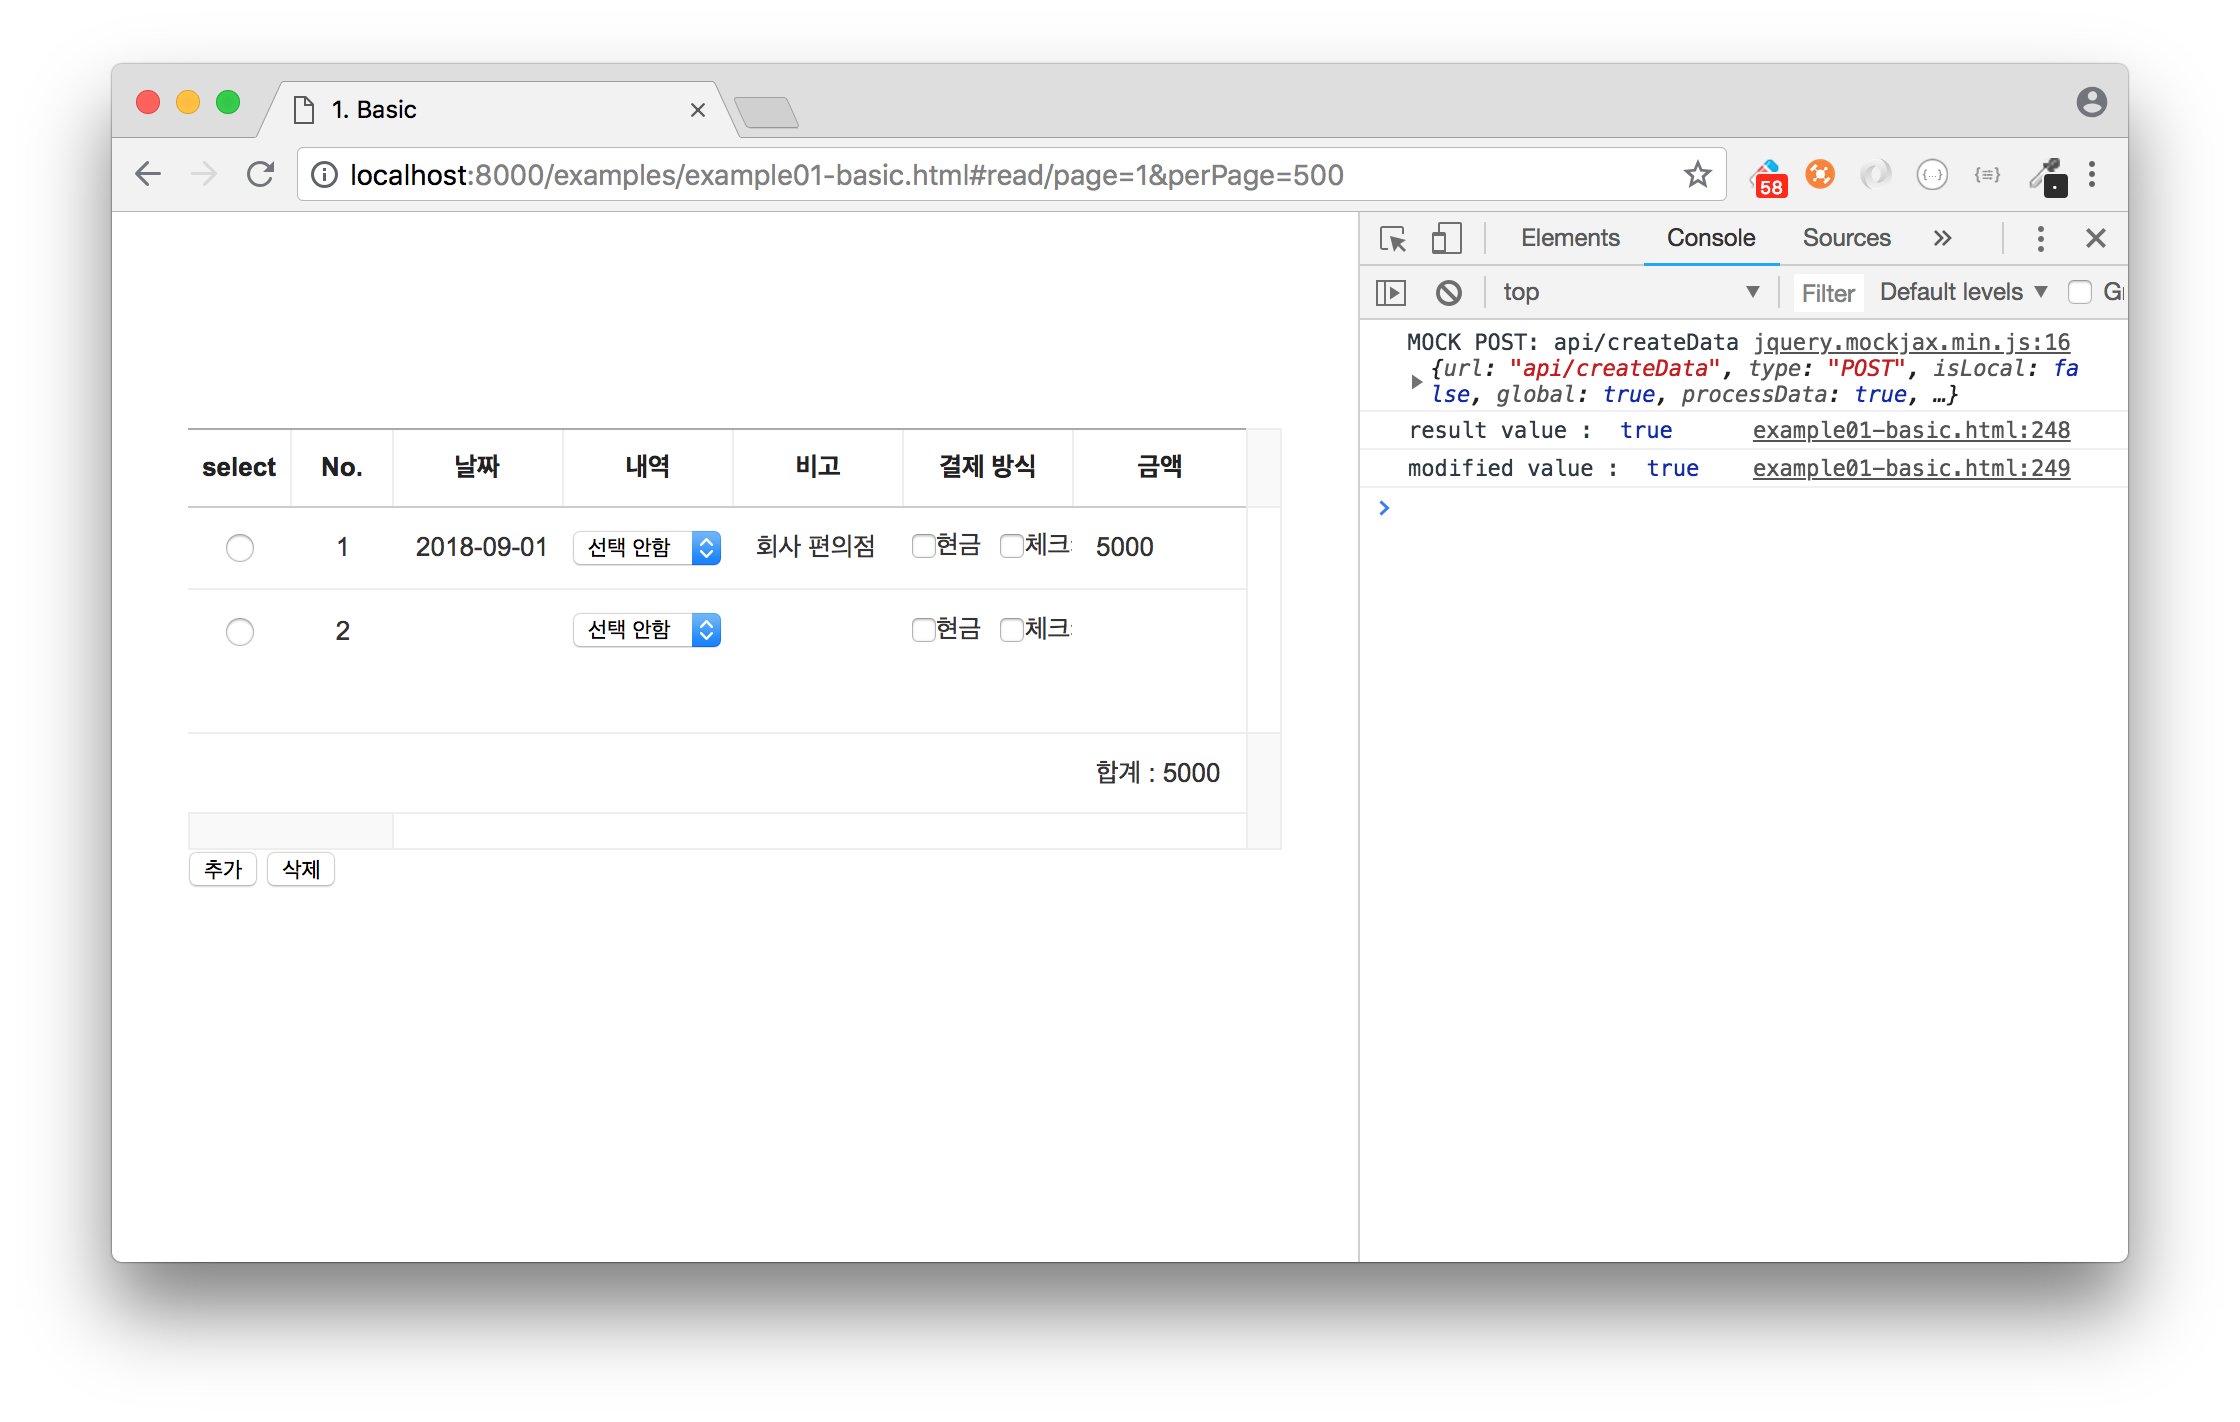 1. Basic
localhost:8000/examples/example01-basic.html#read/page=1&perPage=500
58
Elements Console Sources
top Filter Default levels
MOCK POST: api/createData jquery.mockjax.min.js:16
{url: "api/createData", type: "POST", isLocal: fa
lse, global: true, processData: true, …}
result value : true example01-basic.html:248
modified value : true example01-basic.html:249
select No. 날짜 내역 비고 결제 방식 금액
1 2018-09-01 선택 안함 회사 편의점 현금 체크 5000
2 선택 안함 현금 체크
합계 : 5000
추가 삭제